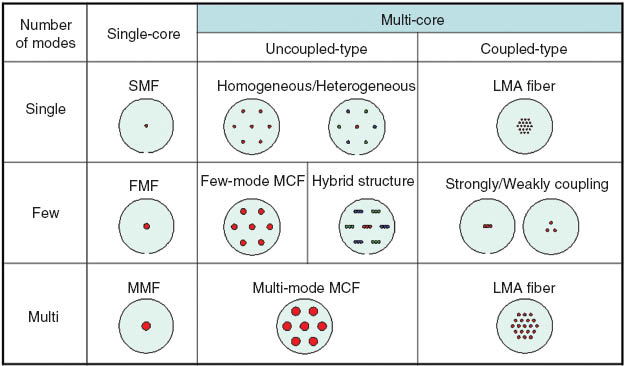 Number
of modes
Single-core
Multi-core
Uncoupled-type
Coupled-type
Single
SMF
Homogeneous/Heterogeneous
LMA fiber
Few
FMF
Few-mode MCF
Hybrid structure
Strongly/Weakly coupling
Multi
MMF
Multi-mode MCF
LMA fiber